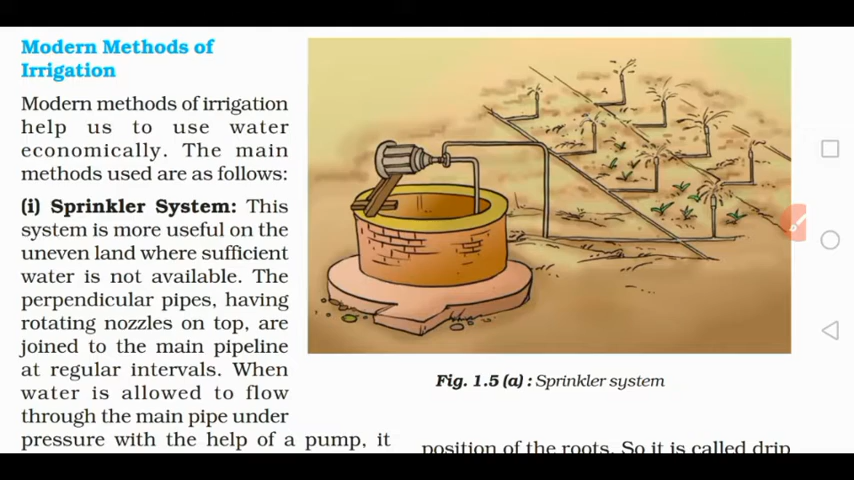 Modern Methods of
Irrigation
Modern methods of irrigation
help us to use water
economically. The main
methods used are as follows:
(i) Sprinkler System: This
system is more useful on the
uneven land where sufficient
water is not available. The
perpendicular pipes, having
rotating nozzles on top, are
joined to the main pipeline
at regular intervals. When
water is allowed to flow
through the main pipe under
pressure with the help of a pump, it
Fig. 1.5 (a) : Sprinkler system
position of the roots. So it is called drip